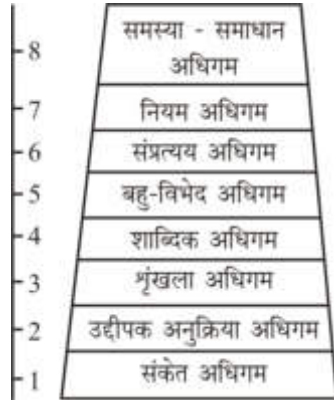 8
समस्या - समाधान
अधिगम
7
नियम अधिगम
6
संप्रत्यय अधिगम
5
बहु-विभेद अधिगम
4
शाब्दिक अधिगम
3
शृंखला अधिगम
2
उद्दीपक अनुक्रिया अधिगम
1
संकेत अधिगम